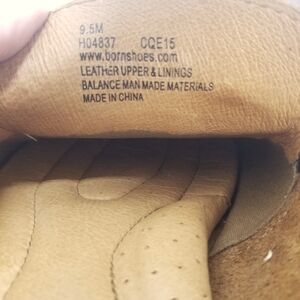 9.5M
H04837 CQE15
www.bornshoes.com
LEATHER UPPER & LININGS
BALANCE MAN MADE MATERIALS
MADE IN CHINA